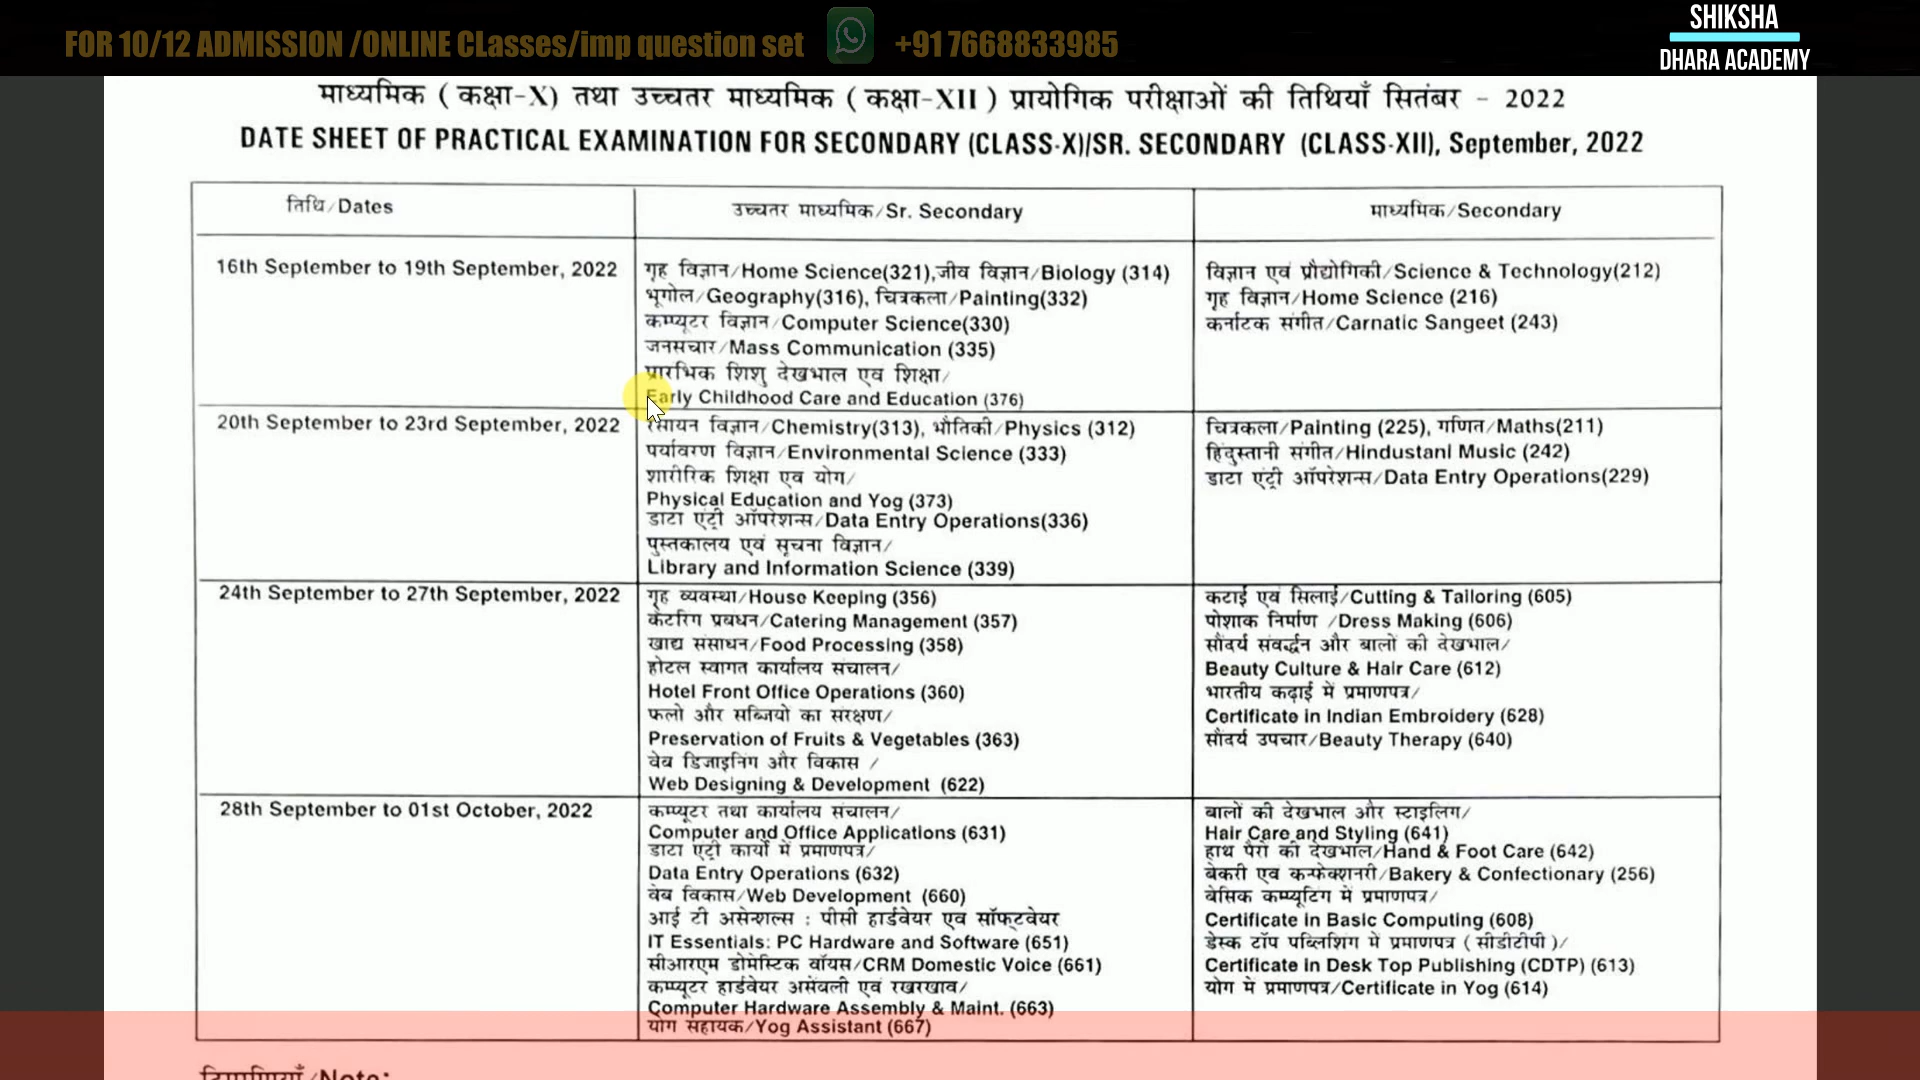 FOR 10/12 ADMISSION /ONLINE CLasses/imp question set +91 7668833985
SHIKSHA
DHARA ACADEMY
माध्यमिक ( कक्षा-X) तथा उच्चतर माध्यमिक ( कक्षा-XII ) प्रायोगिक परीक्षाओं की तिथियाँ सितंबर - 2022
DATE SHEET OF PRACTICAL EXAMINATION FOR SECONDARY (CLASS-X)/SR. SECONDARY (CLASS-XII), September, 2022
तिथि/Dates
उच्चतर माध्यमिक/Sr. Secondary
माध्यमिक/Secondary
16th September to 19th September, 2022
गृह विज्ञान/Home Science(321),जीव विज्ञान/Biology (314)
भूगोल/Geography(316), चित्रकला/Painting(332)
कम्प्यूटर विज्ञान/Computer Science(330)
जनसंचार/Mass Communication (335)
प्रारंभिक शिशु देखभाल एवं शिक्षा/
Early Childhood Care and Education (376)
विज्ञान एवं प्रौद्योगिकी/Science & Technology(212)
गृह विज्ञान/Home Science (216)
कर्नाटक संगीत/Carnatic Sangeet (243)
20th September to 23rd September, 2022
रसायन विज्ञान/Chemistry(313), भौतिकी/Physics (312)
पर्यावरण विज्ञान/Environmental Science (333)
शारीरिक शिक्षा एवं योग/
Physical Education and Yog (373)
डाटा एंट्री ऑपरेशन्स/Data Entry Operations(336)
पुस्तकालय एवं सूचना विज्ञान/
Library and Information Science (339)
चित्रकला/Painting (225), गणित/Maths(211)
हिंदुस्तानी संगीत/Hindustani Music (242)
डाटा एंट्री ऑपरेशन्स/Data Entry Operations(229)
24th September to 27th September, 2022
गृह व्यवस्था/House Keeping (356)
केटरिंग प्रबंधन/Catering Management (357)
खाद्य संसाधन/Food Processing (358)
होटल स्वागत कार्यालय संचालन/
Hotel Front Office Operations (360)
फलों और सब्जियों का संरक्षण/
Preservation of Fruits & Vegetables (363)
वेब डिजाइनिंग और विकास /
Web Designing & Development (622)
कटाई एवं सिलाई/Cutting & Tailoring (605)
पोशाक निर्माण /Dress Making (606)
सौंदर्य संवर्द्धन और बालों की देखभाल/
Beauty Culture & Hair Care (612)
भारतीय कढ़ाई में प्रमाणपत्र/
Certificate in Indian Embroidery (628)
सौंदर्य उपचार/Beauty Therapy (640)
28th September to 01st October, 2022
कम्प्यूटर तथा कार्यालय संचालन/
Computer and Office Applications (631)
डाटा एंट्री कार्यों में प्रमाणपत्र/
Data Entry Operations (632)
वेब विकास/Web Development (660)
आई टी असेन्शल्स : पीसी हार्डवेयर एवं सॉफ्टवेयर
IT Essentials: PC Hardware and Software (651)
सीआरएम डोमेस्टिक वॉयस/CRM Domestic Voice (661)
कम्प्यूटर हार्डवेयर असेंबली एवं रखरखाव/
Computer Hardware Assembly & Maint. (663)
योग सहायक/Yog Assistant (667)
बालों की देखभाल और स्टाइलिंग/
Hair Care and Styling (641)
हाथ पैरों की देखभाल/Hand & Foot Care (642)
बेकरी एवं कन्फेक्शनरी/Bakery & Confectionary (256)
बेसिक कम्प्यूटिंग में प्रमाणपत्र/
Certificate in Basic Computing (608)
डेस्क टॉप पब्लिशिंग में प्रमाणपत्र ( सीडीटीपी )/
Certificate in Desk Top Publishing (CDTP) (613)
योग में प्रमाणपत्र/Certificate in Yog (614)
टिप्पणियाँ/Note: